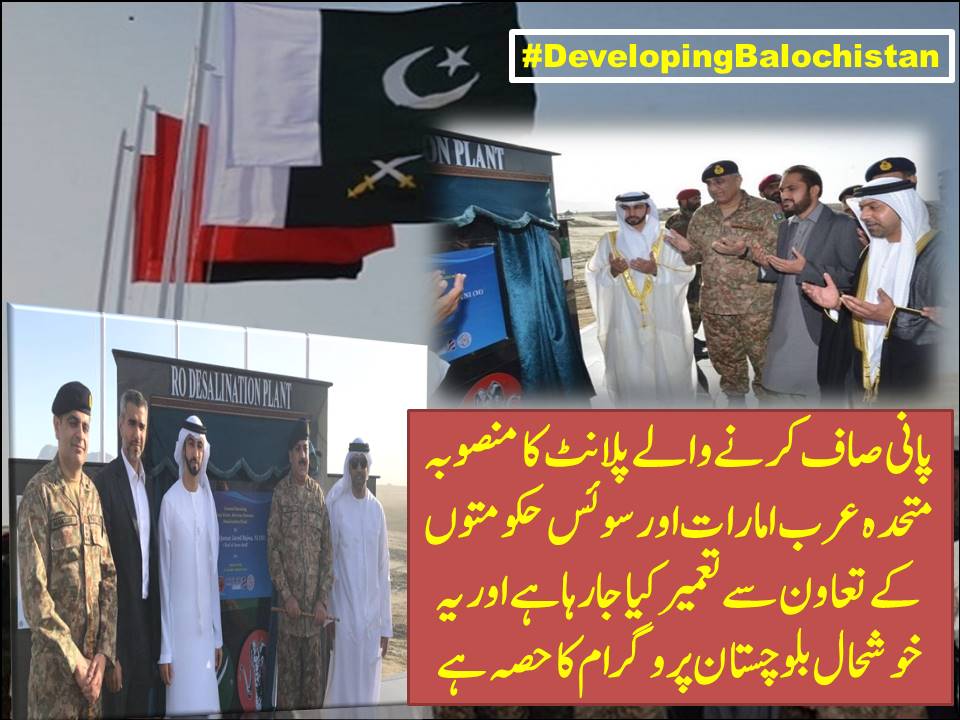 #DevelopingBalochistan
ON PLANT
RO DESALINATION PLANT
پانی صاف کرنے والے پلانٹ کا منصوبہ
متحدہ عرب امارات اور سوئس حکومتوں
کے تعاون سے تعمیر کیا جا رہا ہے اور یہ
خوشحال بلوچستان پروگرام کا حصہ ہے